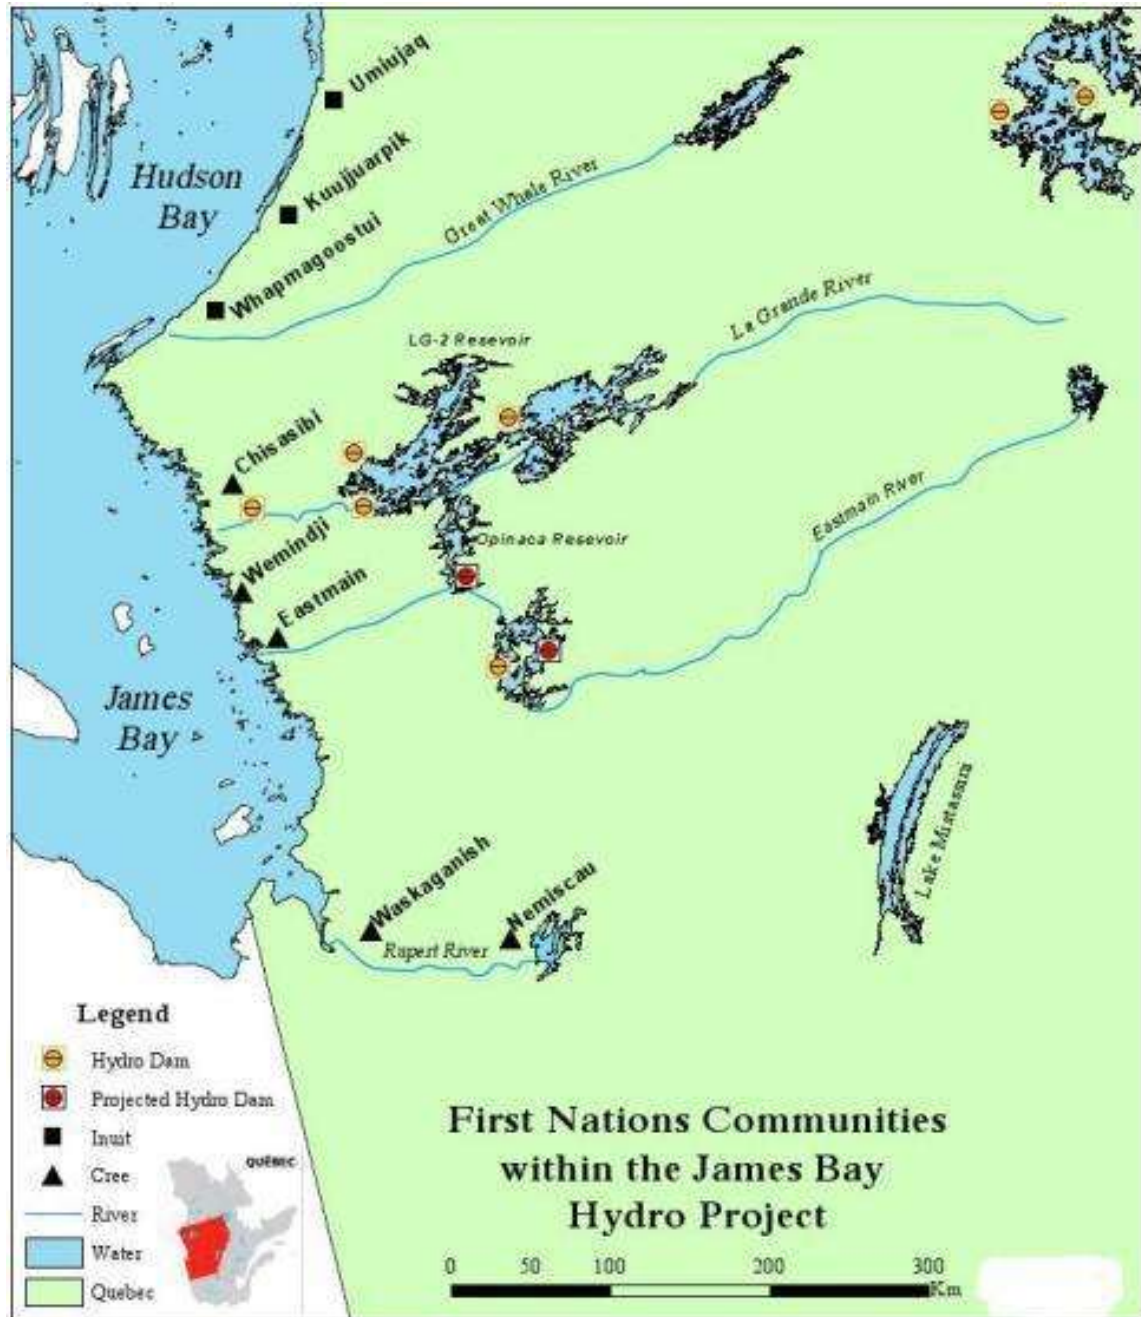 Umiujaq
Hudson
Bay
Kuujjuarpik
Great Whale River
Whapmagoostui
La Grande River
LG-2 Resevoir
Chisasibi
Eastmain River
Wemindji
Opinaca Resevoir
Eastmain
James
Bay
Lake Mistassini
Waskaganish
Nemiscau
Rupert River
Legend
Hydro Dam
Projected Hydro Dam
Inuit
Cree
River
Water
Quebec
QUÉBEC
First Nations Communities
within the James Bay
Hydro Project
0 50 100 200 300
Km